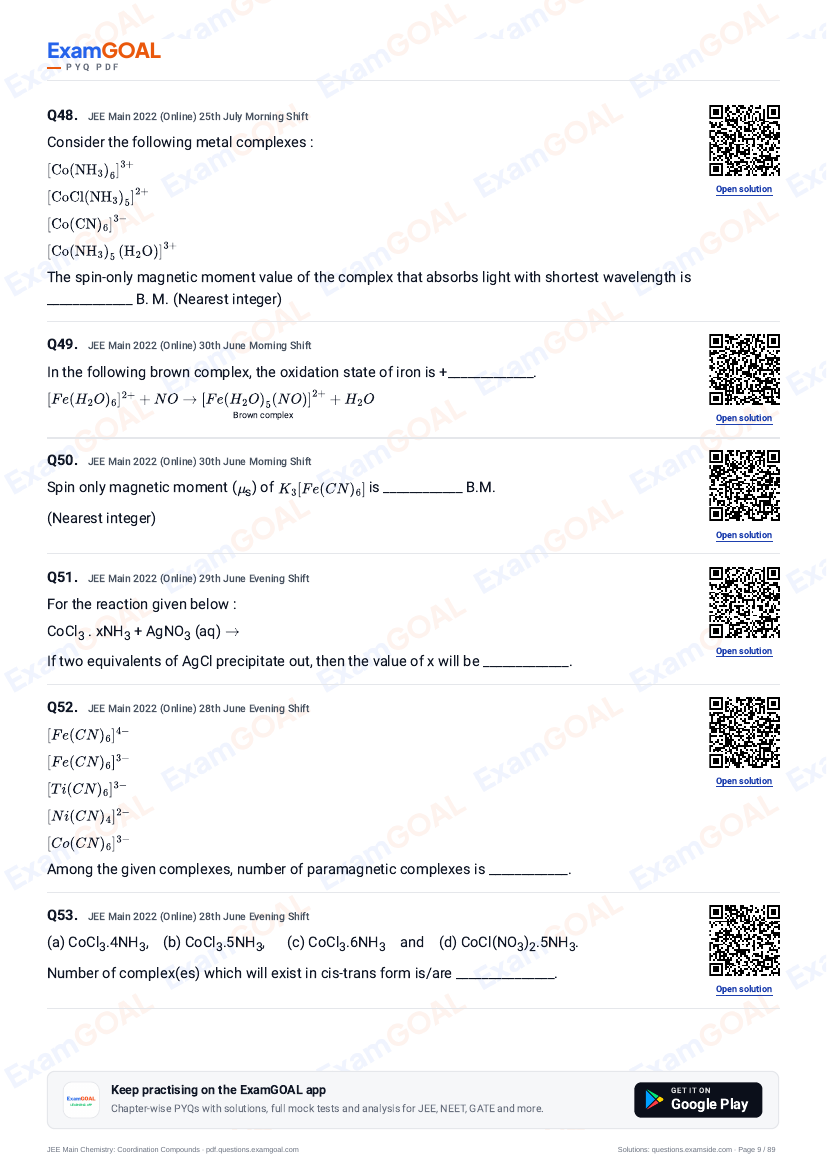 ExamGOAL
PYQ PDF
Q48. JEE Main 2022 (Online) 25th July Morning Shift
Consider the following metal complexes :
[Co(NH₃)₆]³⁺
[CoCl(NH₃)₅]²⁺
[Co(CN)₆]³⁻
[Co(NH₃)₅ (H₂O)]³⁺
The spin-only magnetic moment value of the complex that absorbs light with shortest wavelength is
____________ B. M. (Nearest integer)
Open solution
Q49. JEE Main 2022 (Online) 30th June Morning Shift
In the following brown complex, the oxidation state of iron is +____________.
[Fe(H₂O)₆]²⁺ + NO → [Fe(H₂O)₅(NO)]²⁺ + H₂O
Brown complex
Open solution
Q50. JEE Main 2022 (Online) 30th June Morning Shift
Spin only magnetic moment (μₛ) of K₃[Fe(CN)₆] is ___________ B.M.
(Nearest integer)
Open solution
Q51. JEE Main 2022 (Online) 29th June Evening Shift
For the reaction given below :
CoCl₃ . xNH₃ + AgNO₃ (aq) →
If two equivalents of AgCl precipitate out, then the value of x will be ____________.
Open solution
Q52. JEE Main 2022 (Online) 28th June Evening Shift
[Fe(CN)₆]⁴⁻
[Fe(CN)₆]³⁻
[Ti(CN)₆]³⁻
[Ni(CN)₄]²⁻
[Co(CN)₆]³⁻
Among the given complexes, number of paramagnetic complexes is ___________.
Open solution
Q53. JEE Main 2022 (Online) 28th June Evening Shift
(a) CoCl₃.4NH₃, (b) CoCl₃.5NH₃, (c) CoCl₃.6NH₃ and (d) CoCl(NO₃)₂.5NH₃.
Number of complex(es) which will exist in cis-trans form is/are ______________.
Open solution
Keep practising on the ExamGOAL app
Chapter-wise PYQs with solutions, full mock tests and analysis for JEE, NEET, GATE and more.
ExamGOAL
GET IT ON
Google Play
JEE Main Chemistry: Coordination Compounds · pdf.questions.examgoal.com
Solutions: questions.examside.com · Page 9 / 89